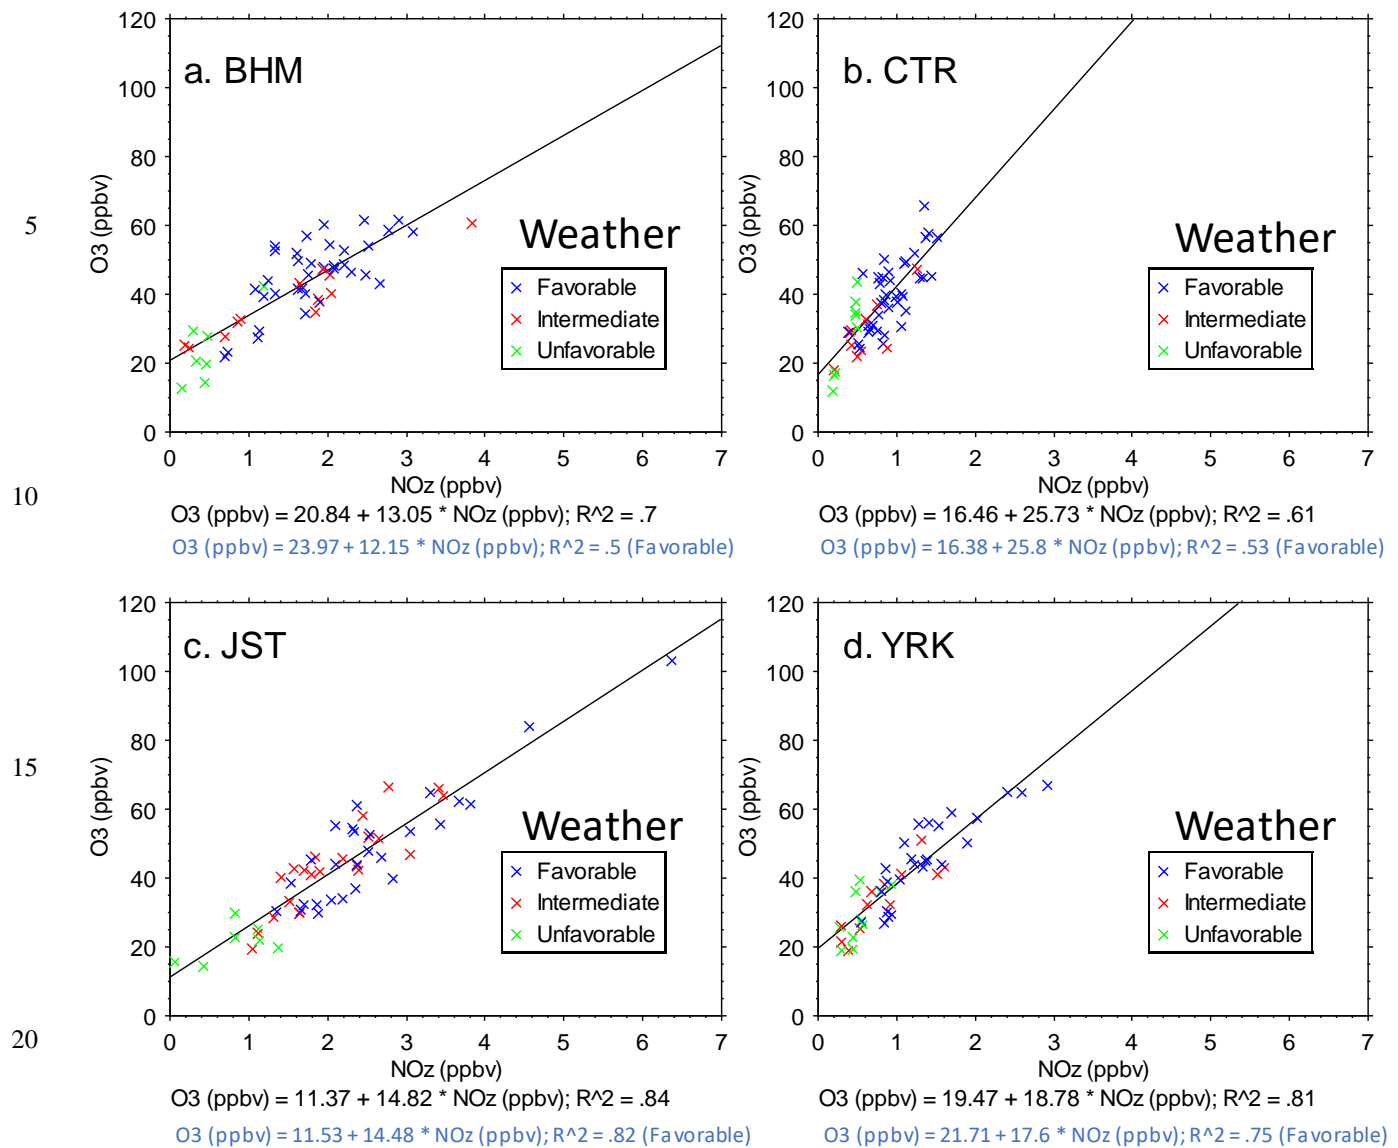 a. BHM
120
100
80
60
40
20
0
O3 (ppbv)
Weather
Favorable
Intermediate
Unfavorable
0 1 2 3 4 5 6 7
NOz (ppbv)
O3 (ppbv) = 20.84 + 13.05 * NOz (ppbv); R^2 = .7
O3 (ppbv) = 23.97 + 12.15 * NOz (ppbv); R^2 = .5 (Favorable)
b. CTR
120
100
80
60
40
20
0
O3 (ppbv)
Weather
Favorable
Intermediate
Unfavorable
0 1 2 3 4 5 6 7
NOz (ppbv)
O3 (ppbv) = 16.46 + 25.73 * NOz (ppbv); R^2 = .61
O3 (ppbv) = 16.38 + 25.8 * NOz (ppbv); R^2 = .53 (Favorable)
5
10
c. JST
120
100
80
60
40
20
0
O3 (ppbv)
Weather
Favorable
Intermediate
Unfavorable
0 1 2 3 4 5 6 7
NOz (ppbv)
O3 (ppbv) = 11.37 + 14.82 * NOz (ppbv); R^2 = .84
O3 (ppbv) = 11.53 + 14.48 * NOz (ppbv); R^2 = .82 (Favorable)
d. YRK
120
100
80
60
40
20
0
O3 (ppbv)
Weather
Favorable
Intermediate
Unfavorable
0 1 2 3 4 5 6 7
NOz (ppbv)
O3 (ppbv) = 19.47 + 18.78 * NOz (ppbv); R^2 = .81
O3 (ppbv) = 21.71 + 17.6 * NOz (ppbv); R^2 = .75 (Favorable)
15
20